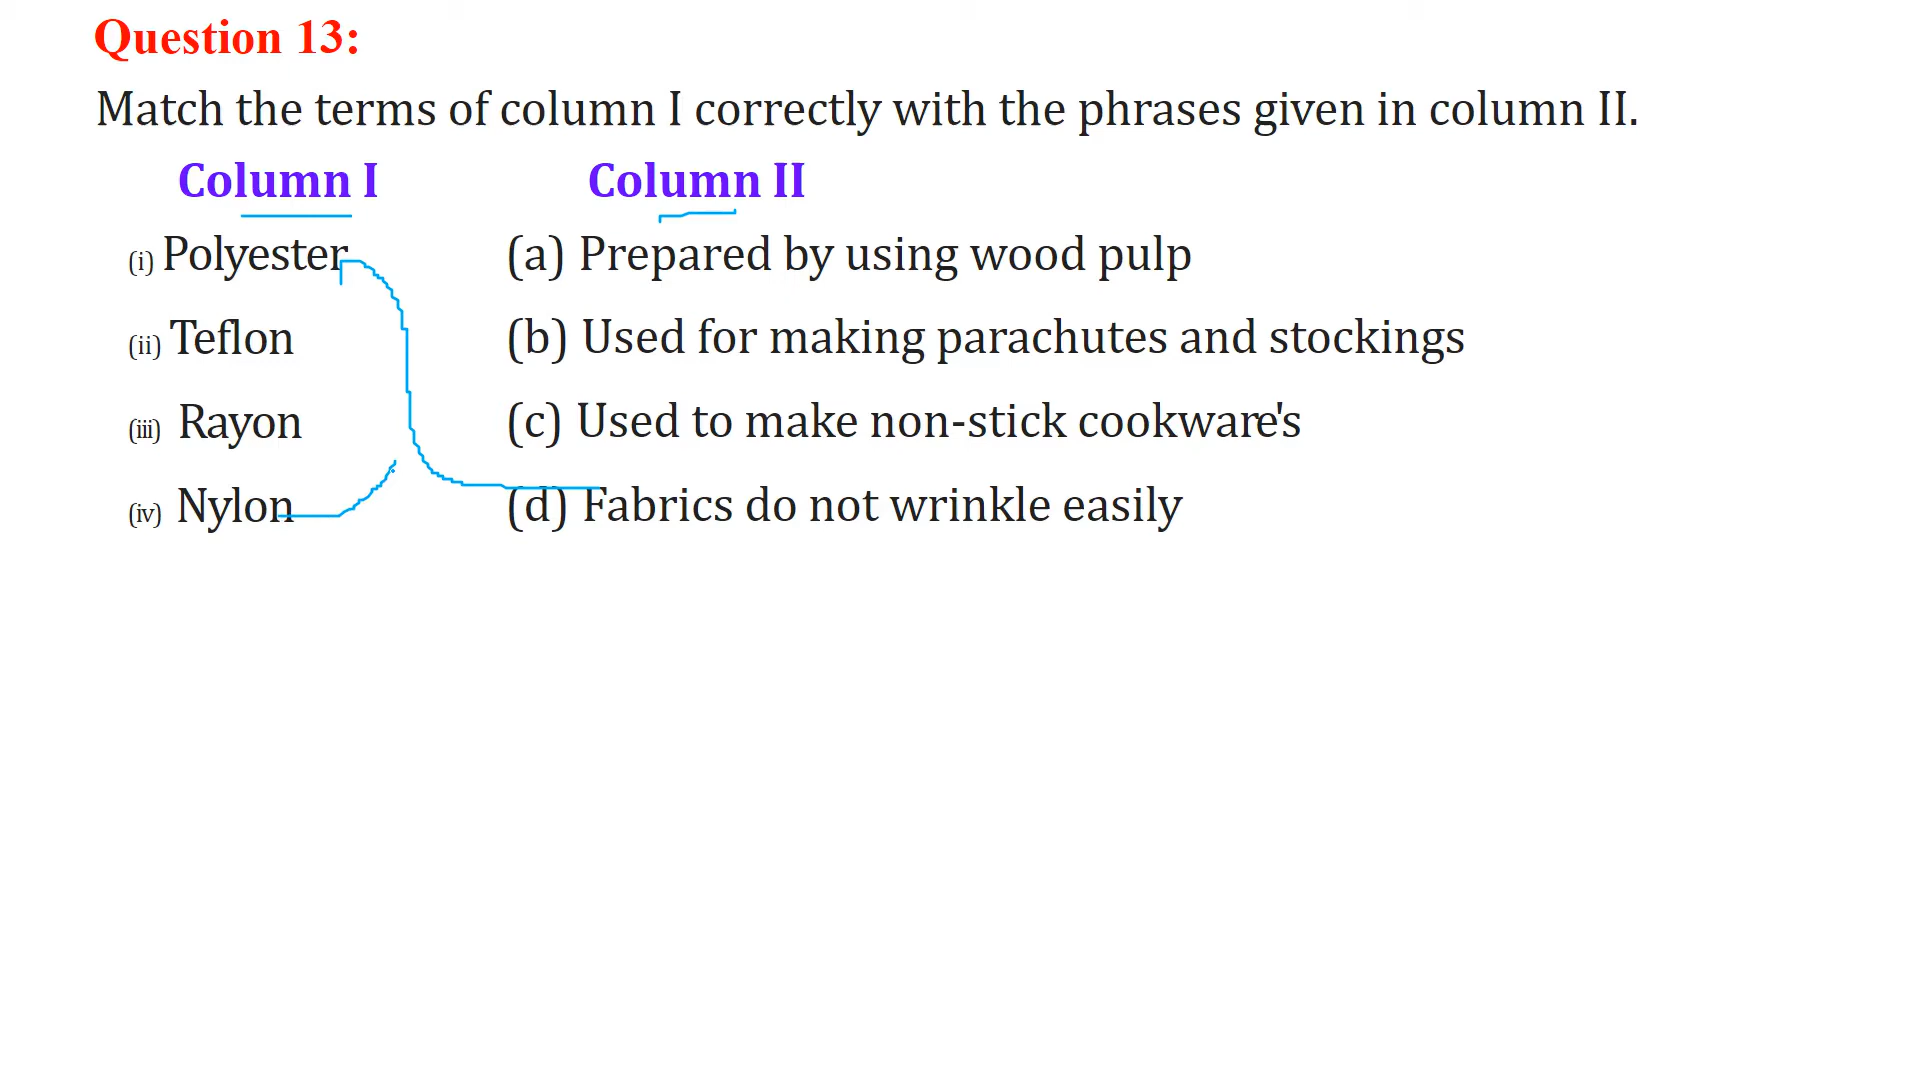 Question 13:
Match the terms of column I correctly with the phrases given in column II.
Column I Column II
(i) Polyester (a) Prepared by using wood pulp
(ii) Teflon (b) Used for making parachutes and stockings
(iii) Rayon (c) Used to make non-stick cookware's
(iv) Nylon (d) Fabrics do not wrinkle easily